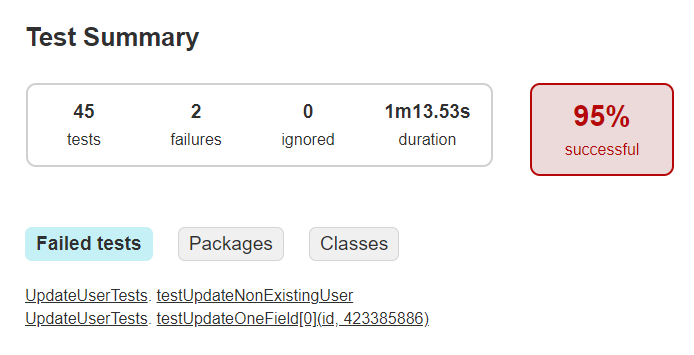 Test Summary
45 2 0 1m13.53s
tests failures ignored duration
95%
successful
Failed tests Packages Classes
UpdateUserTests. testUpdateNonExistingUser
UpdateUserTests. testUpdateOneField[0](id, 423385886)